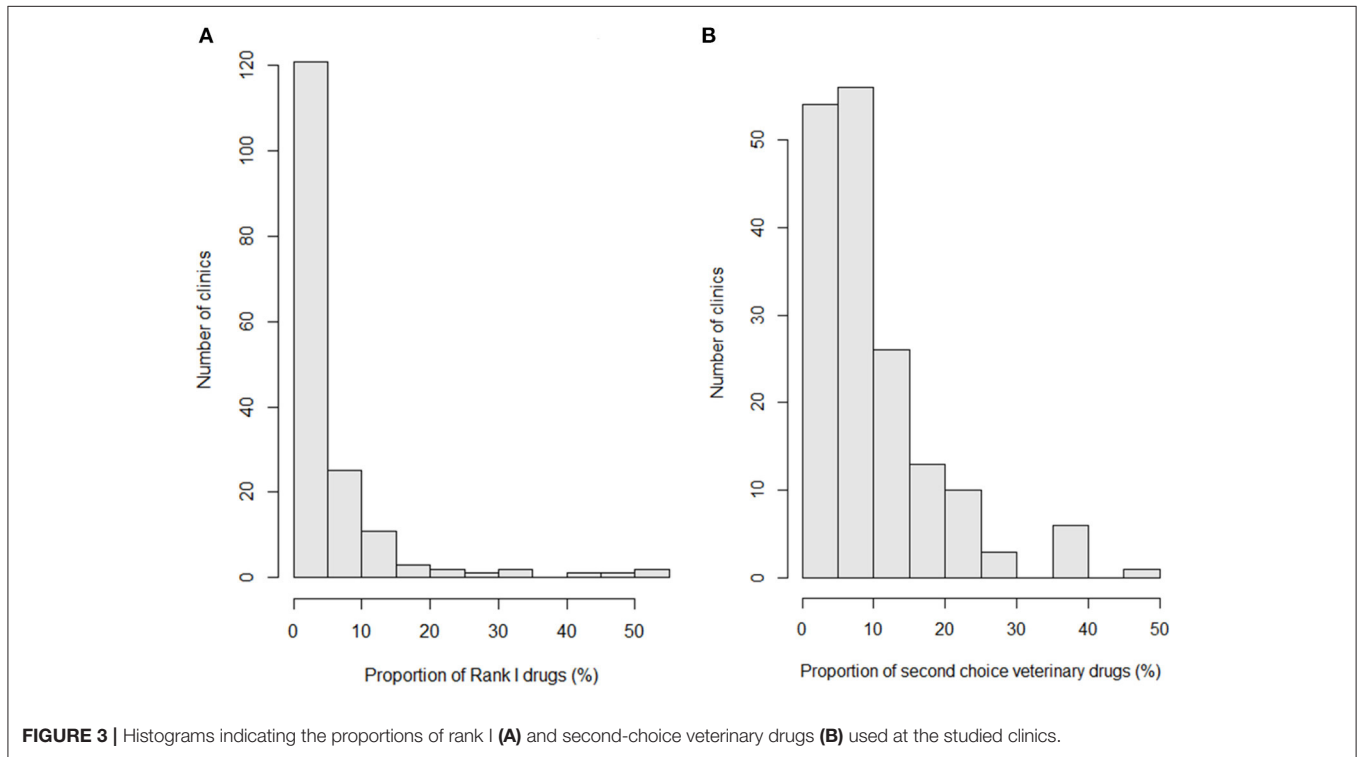 A
120
100
80
60
40
20
0
Number of clinics
0 10 20 30 40 50
Proportion of Rank I drugs (%)
B
50
40
30
20
10
0
Number of clinics
0 10 20 30 40 50
Proportion of second choice veterinary drugs (%)
FIGURE 3 | Histograms indicating the proportions of rank I (A) and second-choice veterinary drugs (B) used at the studied clinics.